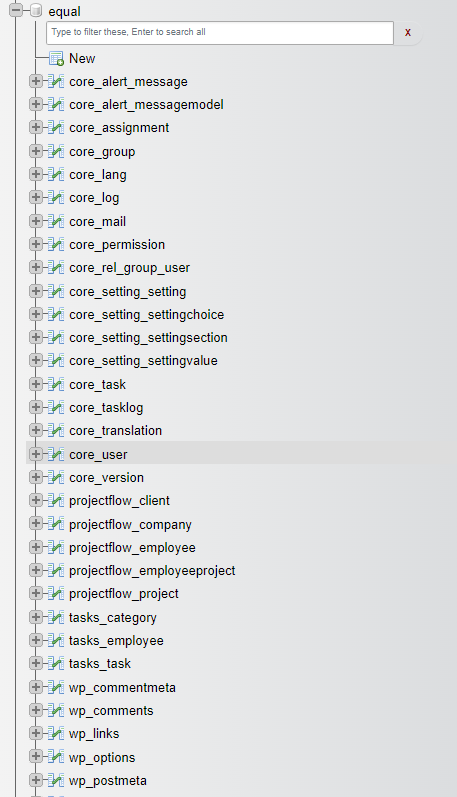 equal
Type to filter these, Enter to search all
X
New
core_alert_message
core_alert_messagemodel
core_assignment
core_group
core_lang
core_log
core_mail
core_permission
core_rel_group_user
core_setting_setting
core_setting_settingchoice
core_setting_settingsection
core_setting_settingvalue
core_task
core_tasklog
core_translation
core_user
core_version
projectflow_client
projectflow_company
projectflow_employee
projectflow_employeeproject
projectflow_project
tasks_category
tasks_employee
tasks_task
wp_commentmeta
wp_comments
wp_links
wp_options
wp_postmeta